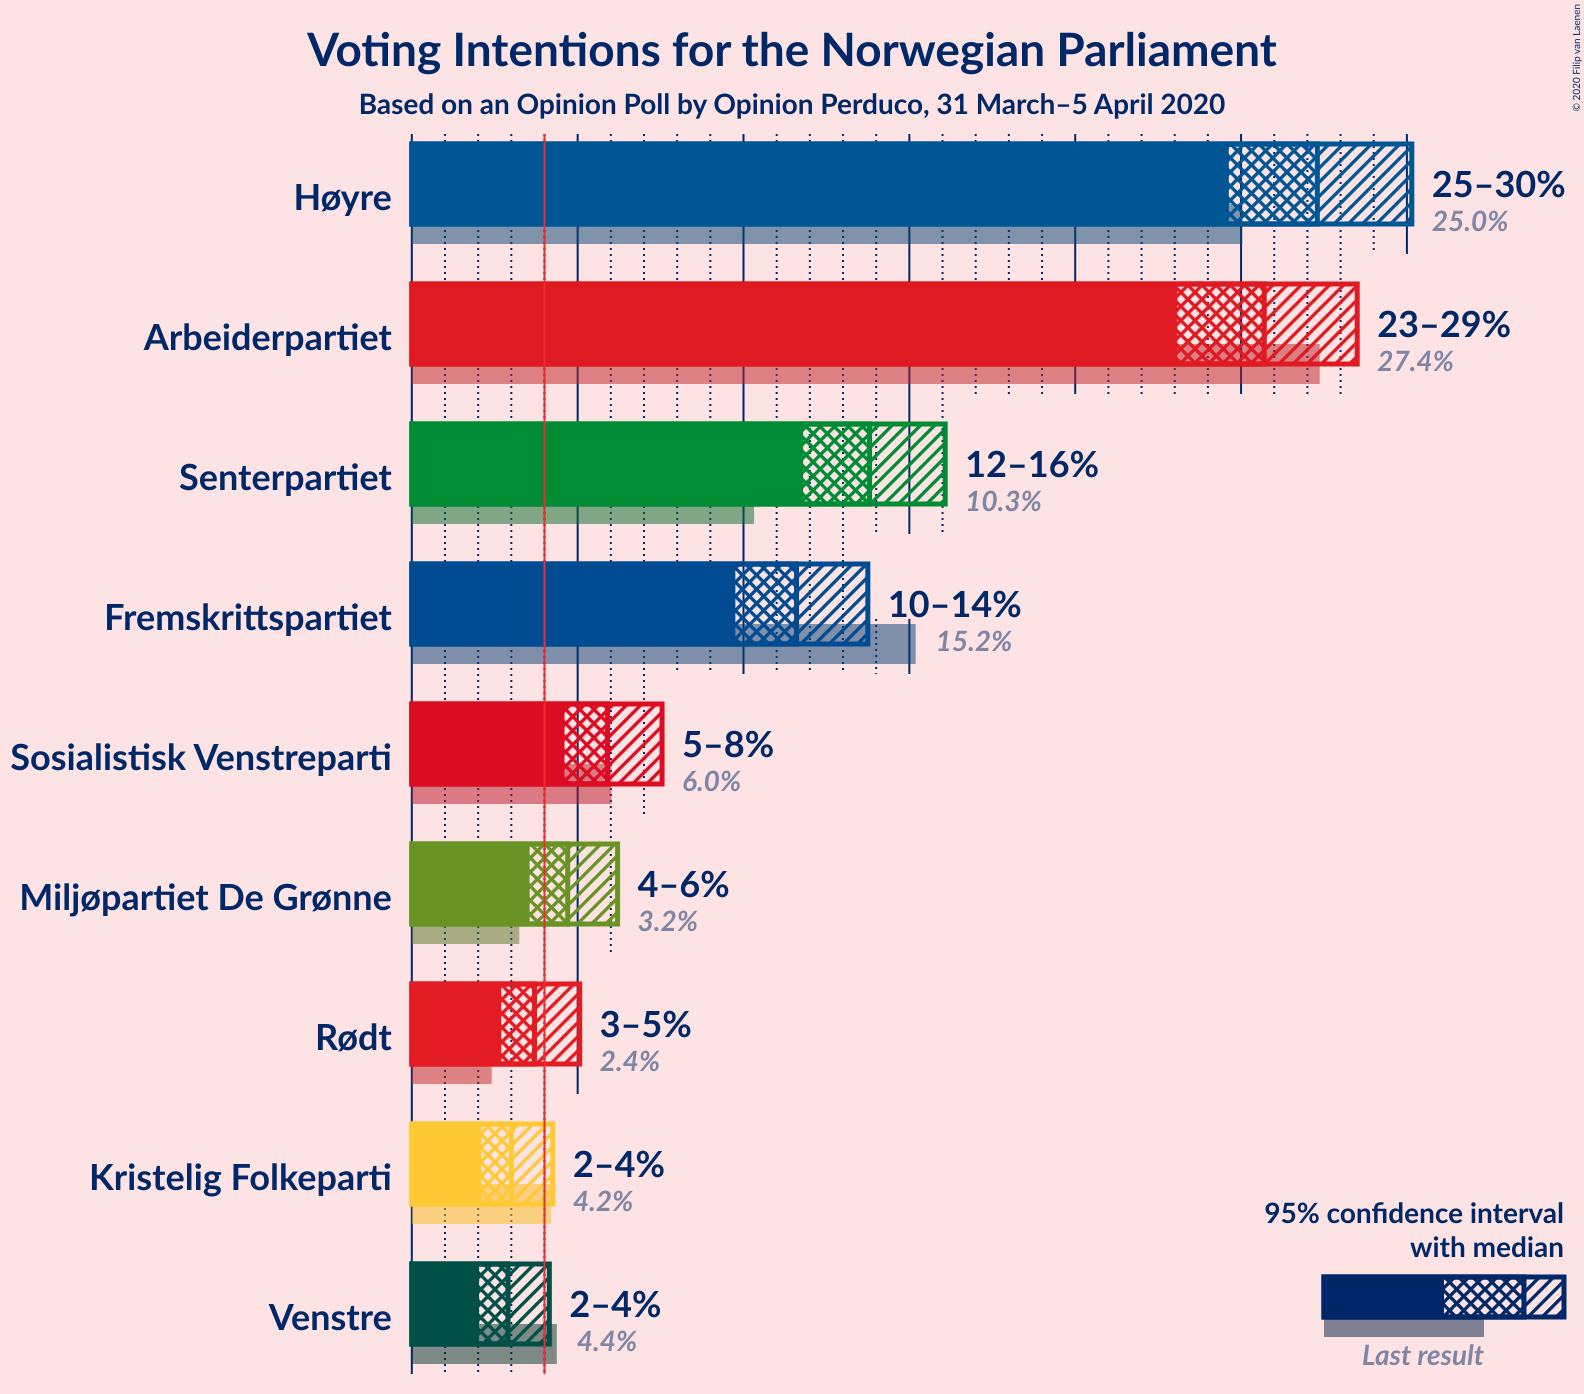 Voting Intentions for the Norwegian Parliament
Based on an Opinion Poll by Opinion Perduco, 31 March–5 April 2020
© 2020 Filip van Laenen
Høyre
25–30%
25.0%
Arbeiderpartiet
23–29%
27.4%
Senterpartiet
12–16%
10.3%
Fremskrittspartiet
10–14%
15.2%
Sosialistisk Venstreparti
5–8%
6.0%
Miljøpartiet De Grønne
4–6%
3.2%
Rødt
3–5%
2.4%
Kristelig Folkeparti
2–4%
4.2%
Venstre
2–4%
4.4%
95% confidence interval
with median
Last result